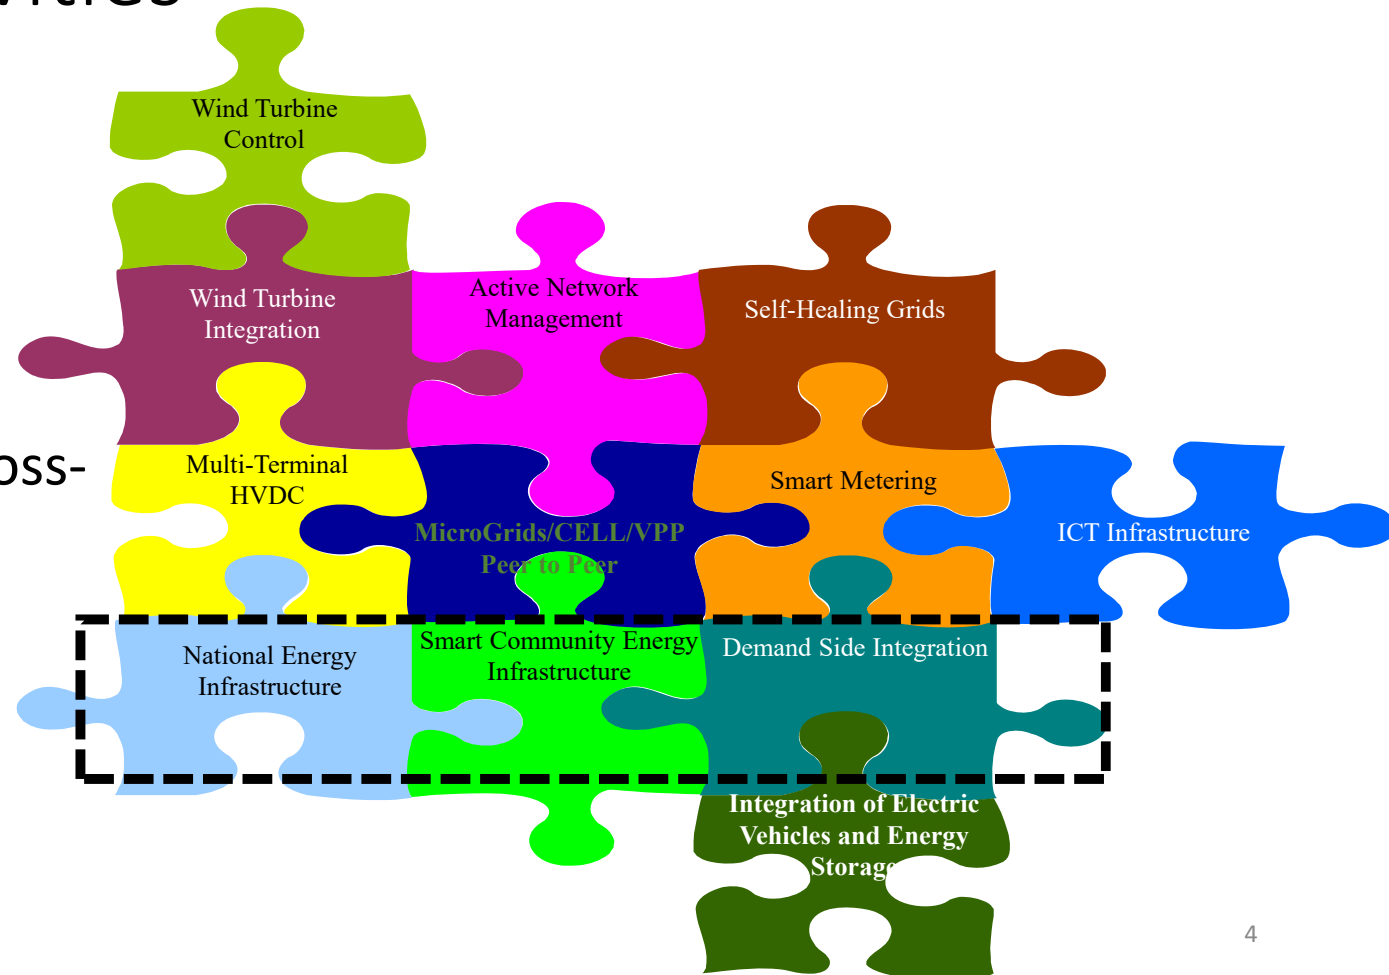 Wind Turbine
Control
Wind Turbine
Integration
Active Network
Management
Self-Healing Grids
oss-
Multi-Terminal
HVDC
MicroGrids/CELL/VPP
Peer to Peer
Smart Metering
ICT Infrastructure
National Energy
Infrastructure
Smart Community Energy
Infrastructure
Demand Side Integration
Integration of Electric
Vehicles and Energy
Storage
4